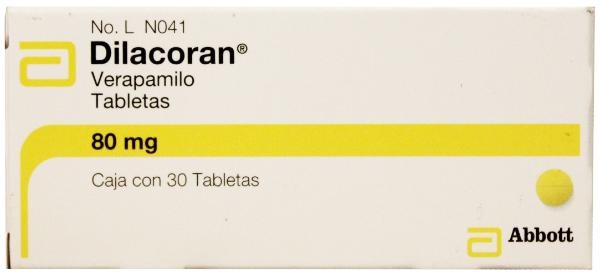 No. L N041
Dilacoran®
Verapamilo
Tabletas
80 mg
Caja con 30 Tabletas
Abbott